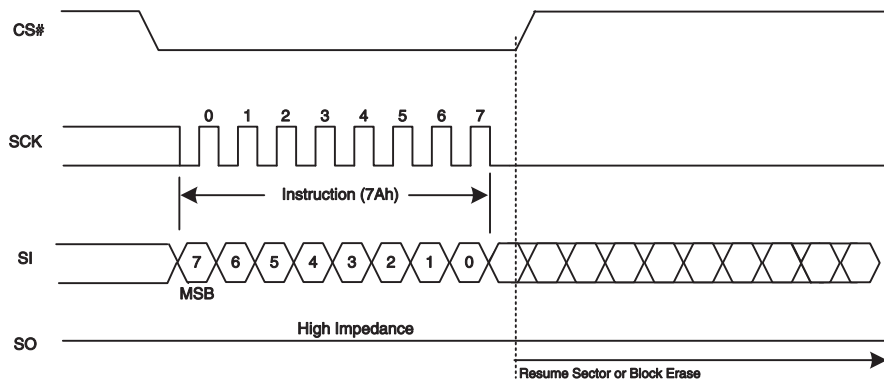 CS#
0 1 2 3 4 5 6 7
SCK
Instruction (7Ah)
SI
7 6 5 4 3 2 1 0
MSB
High Impedance
SO
Resume Sector or Block Erase